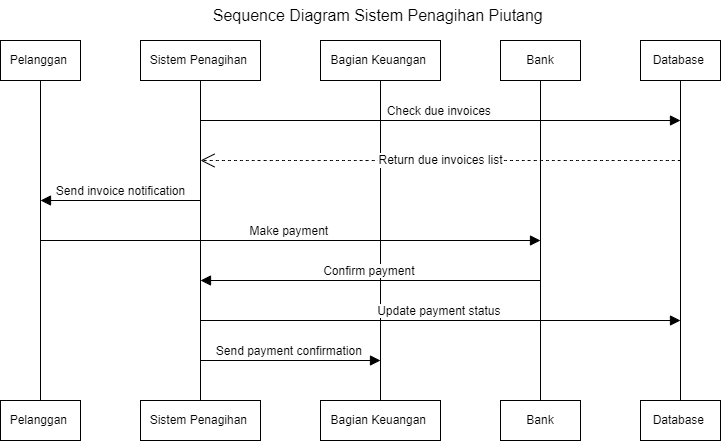 Sequence Diagram Sistem Penagihan Piutang
Pelanggan
Sistem Penagihan
Bagian Keuangan
Bank
Database
Check due invoices
Return due invoices list
Send invoice notification
Make payment
Confirm payment
Update payment status
Send payment confirmation
Pelanggan
Sistem Penagihan
Bagian Keuangan
Bank
Database